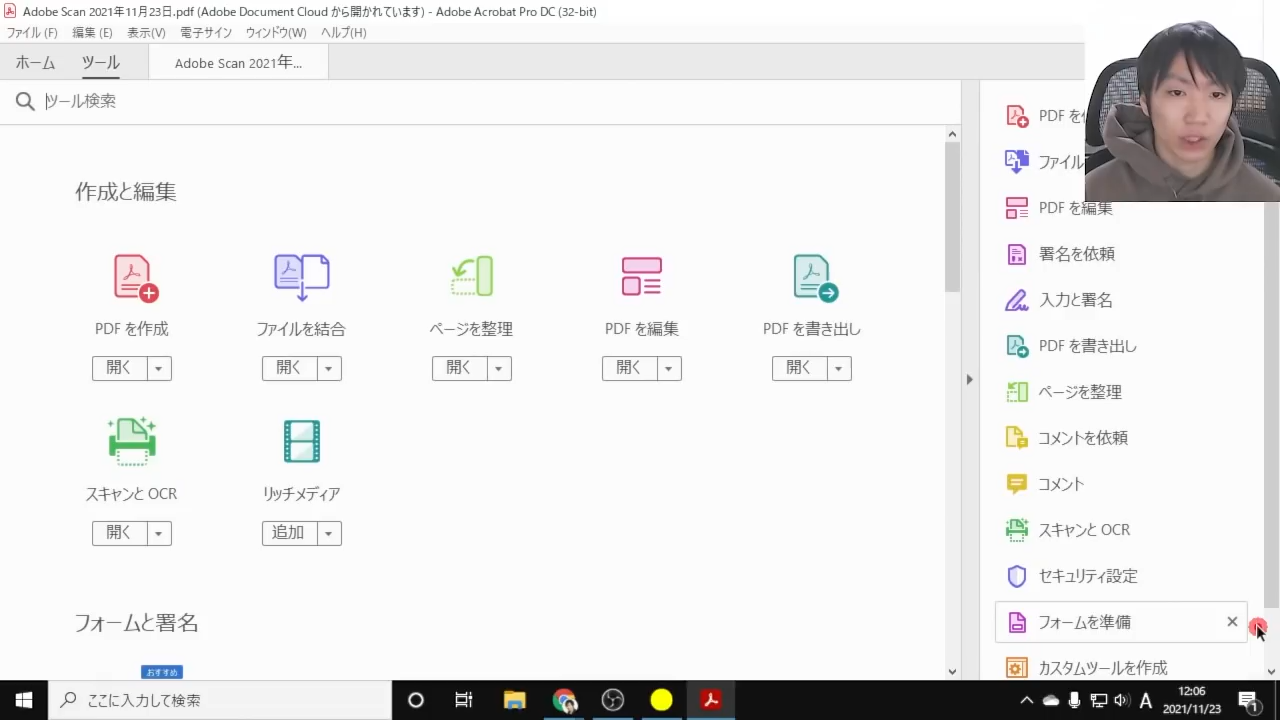 Adobe Scan 2021年11月23日.pdf (Adobe Document Cloud から開かれています) - Adobe Acrobat Pro DC (32-bit)
ファイル (F) 編集 (E) 表示(V) 電子サイン ウィンドウ(W) ヘルプ(H)
ホーム ツール Adobe Scan 2021年...
ツール検索
作成と編集
PDF を作成 ファイルを結合 ページを整理 PDF を編集 PDF を書き出し
開く 開く 開く 開く 開く
スキャンと OCR リッチメディア
開く 追加
フォームと署名
おすすめ
PDF を
ファイル
PDF を編集
署名を依頼
入力と署名
PDF を書き出し
ページを整理
コメントを依頼
コメント
スキャンと OCR
セキュリティ設定
フォームを準備
カスタムツールを作成
ここに入力して検索
A
12:06
2021/11/23
1